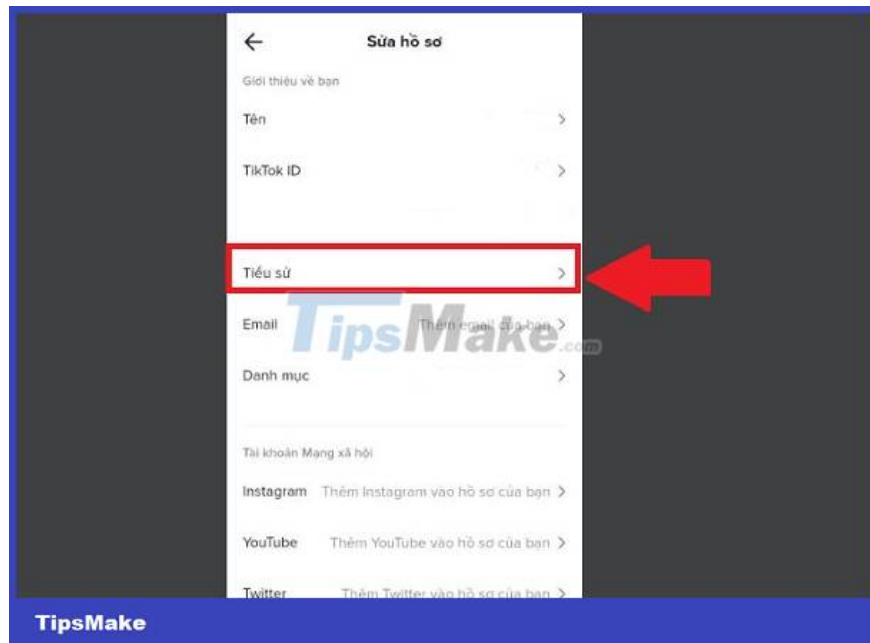 Sửa hồ sơ
Giới thiệu về bạn
Tên
TikTok ID
Tiểu sử
Email Thêm email của bạn
TipsMake.com
Danh mục
Tài khoản Mạng xã hội
Instagram Thêm Instagram vào hồ sơ của bạn
YouTube Thêm YouTube vào hồ sơ của bạn
Twitter Thêm Twitter vào hồ sơ của bạn
TipsMake